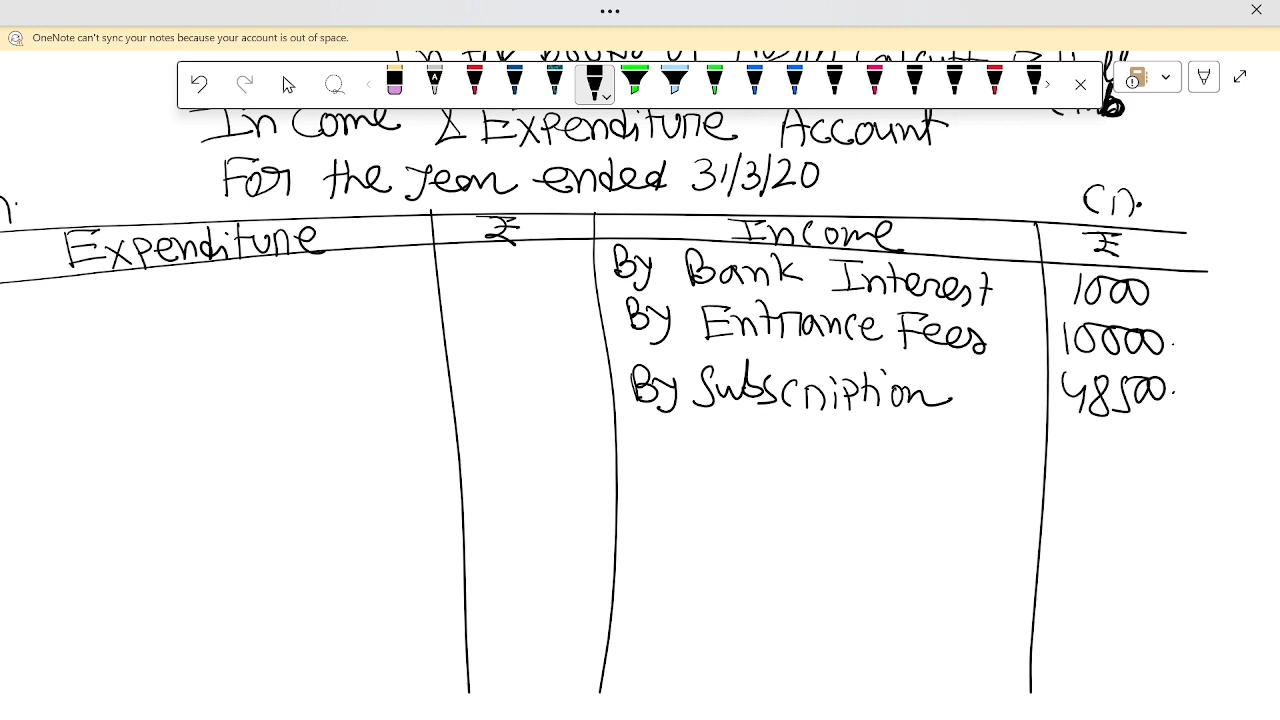 OneNote can't sync your notes because your account is out of space.
Income & Expenditure Account
For the year ended 31/3/20
Cr.
Expenditure ₹ Income ₹
By Bank Interest 1000
By Entrance Fees 10000.
By Subscription 48500.